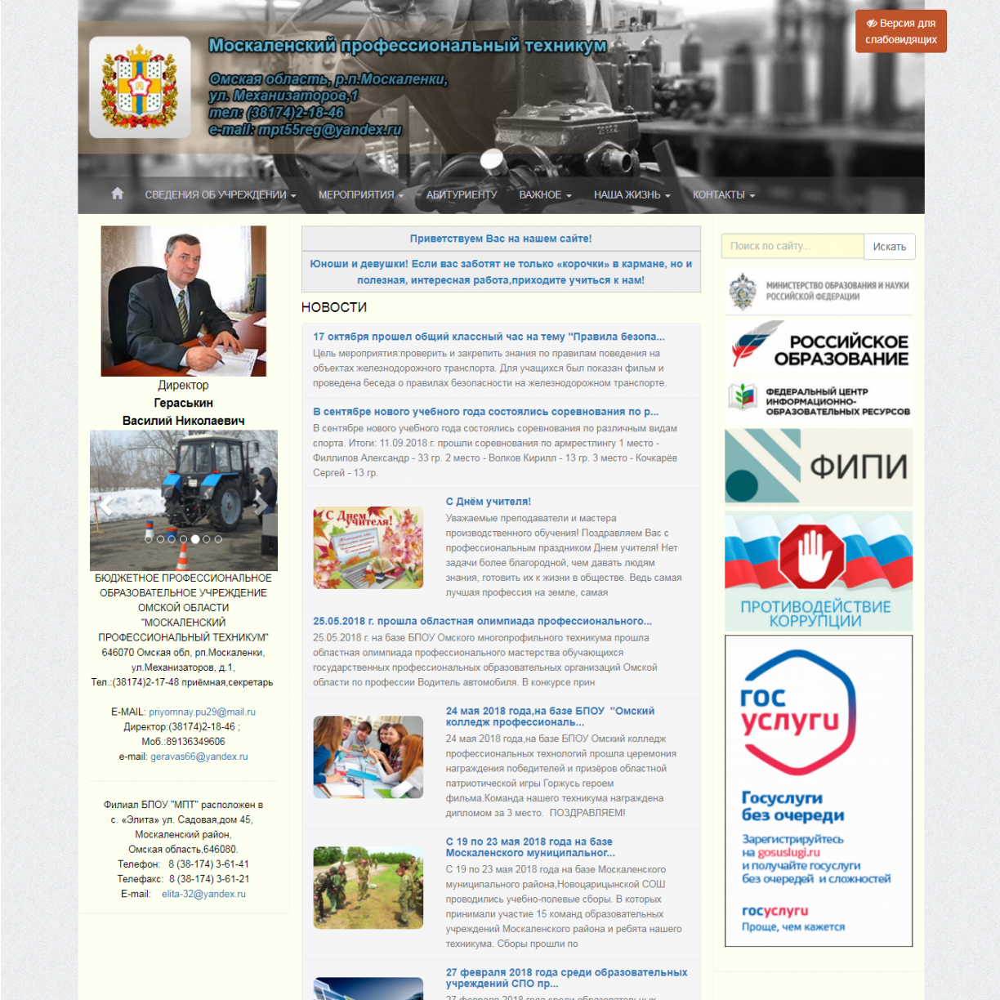 Версия для
слабовидящих
Москаленский профессиональный техникум
Омская область, р.п.Москаленки,
ул. Механизаторов,1
тел: (38174)2-18-46
e-mail: mpt55reg@yandex.ru
СВЕДЕНИЯ ОБ УЧРЕЖДЕНИИ
МЕРОПРИЯТИЯ
АБИТУРИЕНТУ
ВАЖНОЕ
НАША ЖИЗНЬ
КОНТАКТЫ
Директор
Гераськин
Василий Николаевич
БЮДЖЕТНОЕ ПРОФЕССИОНАЛЬНОЕ
ОБРАЗОВАТЕЛЬНОЕ УЧРЕЖДЕНИЕ
ОМСКОЙ ОБЛАСТИ
"МОСКАЛЕНСКИЙ
ПРОФЕССИОНАЛЬНЫЙ ТЕХНИКУМ"
646070 Омская обл, рп.Москаленки,
ул.Механизаторов, д.1,
Тел.:(38174)2-17-48 приёмная,секретарь
E-MAIL: priyomnay.pu29@mail.ru
Директор:(38174)2-18-46 ;
Моб.:89136349606
e-mail: geravas66@yandex.ru
Филиал БПОУ "МПТ" расположен в
с. «Элита» ул. Садовая,дом 45,
Москаленский район,
Омская область,646080.
Телефон: 8 (38-174) 3-61-41
Телефакс: 8 (38-174) 3-61-21
E-mail: elita-32@yandex.ru
Приветствуем Вас на нашем сайте!
Юноши и девушки! Если вас заботят не только «корочки» в кармане, но и
полезная, интересная работа,приходите учиться к нам!
НОВОСТИ
17 октября прошел общий классный час на тему "Правила безопа...
Цель мероприятия:проверить и закрепить знания по правилам поведения на
объектах железнодорожного транспорта. Для учащихся был показан фильм и
проведена беседа о правилах безопасности на железнодорожном транспорте.
В сентябре нового учебного года состоялись соревнования по р...
В сентябре нового учебного года состоялись соревнования по различным видам
спорта. Итоги: 11.09.2018 г. прошли соревнования по армрестлингу 1 место -
Филлипов Александр - 33 гр. 2 место - Волков Кирилл - 13 гр. 3 место - Кочкарёв
Сергей - 13 гр.
С Днем
учителя!
С Днём учителя!
Уважаемые преподаватели и мастера
производственного обучения! Поздравляем Вас с
профессиональным праздником Днем учителя! Нет
задачи более благородной, чем давать людям
знания, готовить их к жизни в обществе. Ведь самая
лучшая профессия на земле, самая
25.05.2018 г. прошла областная олимпиада профессионального...
25.05.2018 г. на базе БПОУ Омского многопрофильного техникума прошла
областная олимпиада профессионального мастерства обучающихся
государственных профессиональных образовательных организаций Омской
области по профессии Водитель автомобиля. В конкурсе прин
24 мая 2018 года,на базе БПОУ "Омский
колледж профессиональ...
24 мая 2018 года,на базе БПОУ Омский колледж
профессиональных технологий прошла церемония
награждения победителей и призёров областной
патриотической игры Горжусь героем
фильма.Команда нашего техникума награждена
дипломом за 3 место. ПОЗДРАВЛЯЕМ!
С 19 по 23 мая 2018 года на базе
Москаленского муниципальног...
С 19 по 23 мая 2018 года на базе Москаленского
муниципального района,Новоцарицынской СОШ
проводились учебно-полевые сборы. В которых
принимали участие 15 команд образовательных
учреждений Москаленского района и ребята нашего
техникума. Сборы прошли по
27 февраля 2018 года среди образовательных
учреждений СПО пр...
27 февраля 2018 года среди образовательных
Поиск по сайту...
Искать
МИНИСТЕРСТВО ОБРАЗОВАНИЯ И НАУКИ
РОССИЙСКОЙ ФЕДЕРАЦИИ
РОССИЙСКОЕ
ОБРАЗОВАНИЕ
ФЕДЕРАЛЬНЫЙ ЦЕНТР
ИНФОРМАЦИОННО-
ОБРАЗОВАТЕЛЬНЫХ РЕСУРСОВ
ФИПИ
ПРОТИВОДЕЙСТВИЕ
КОРРУПЦИИ
гос
услуги
Госуслуги
без очереди
Зарегистрируйтесь
на gosuslugi.ru
и получайте госуслуги
без очередей и сложностей
госуслуги
Проще, чем кажется